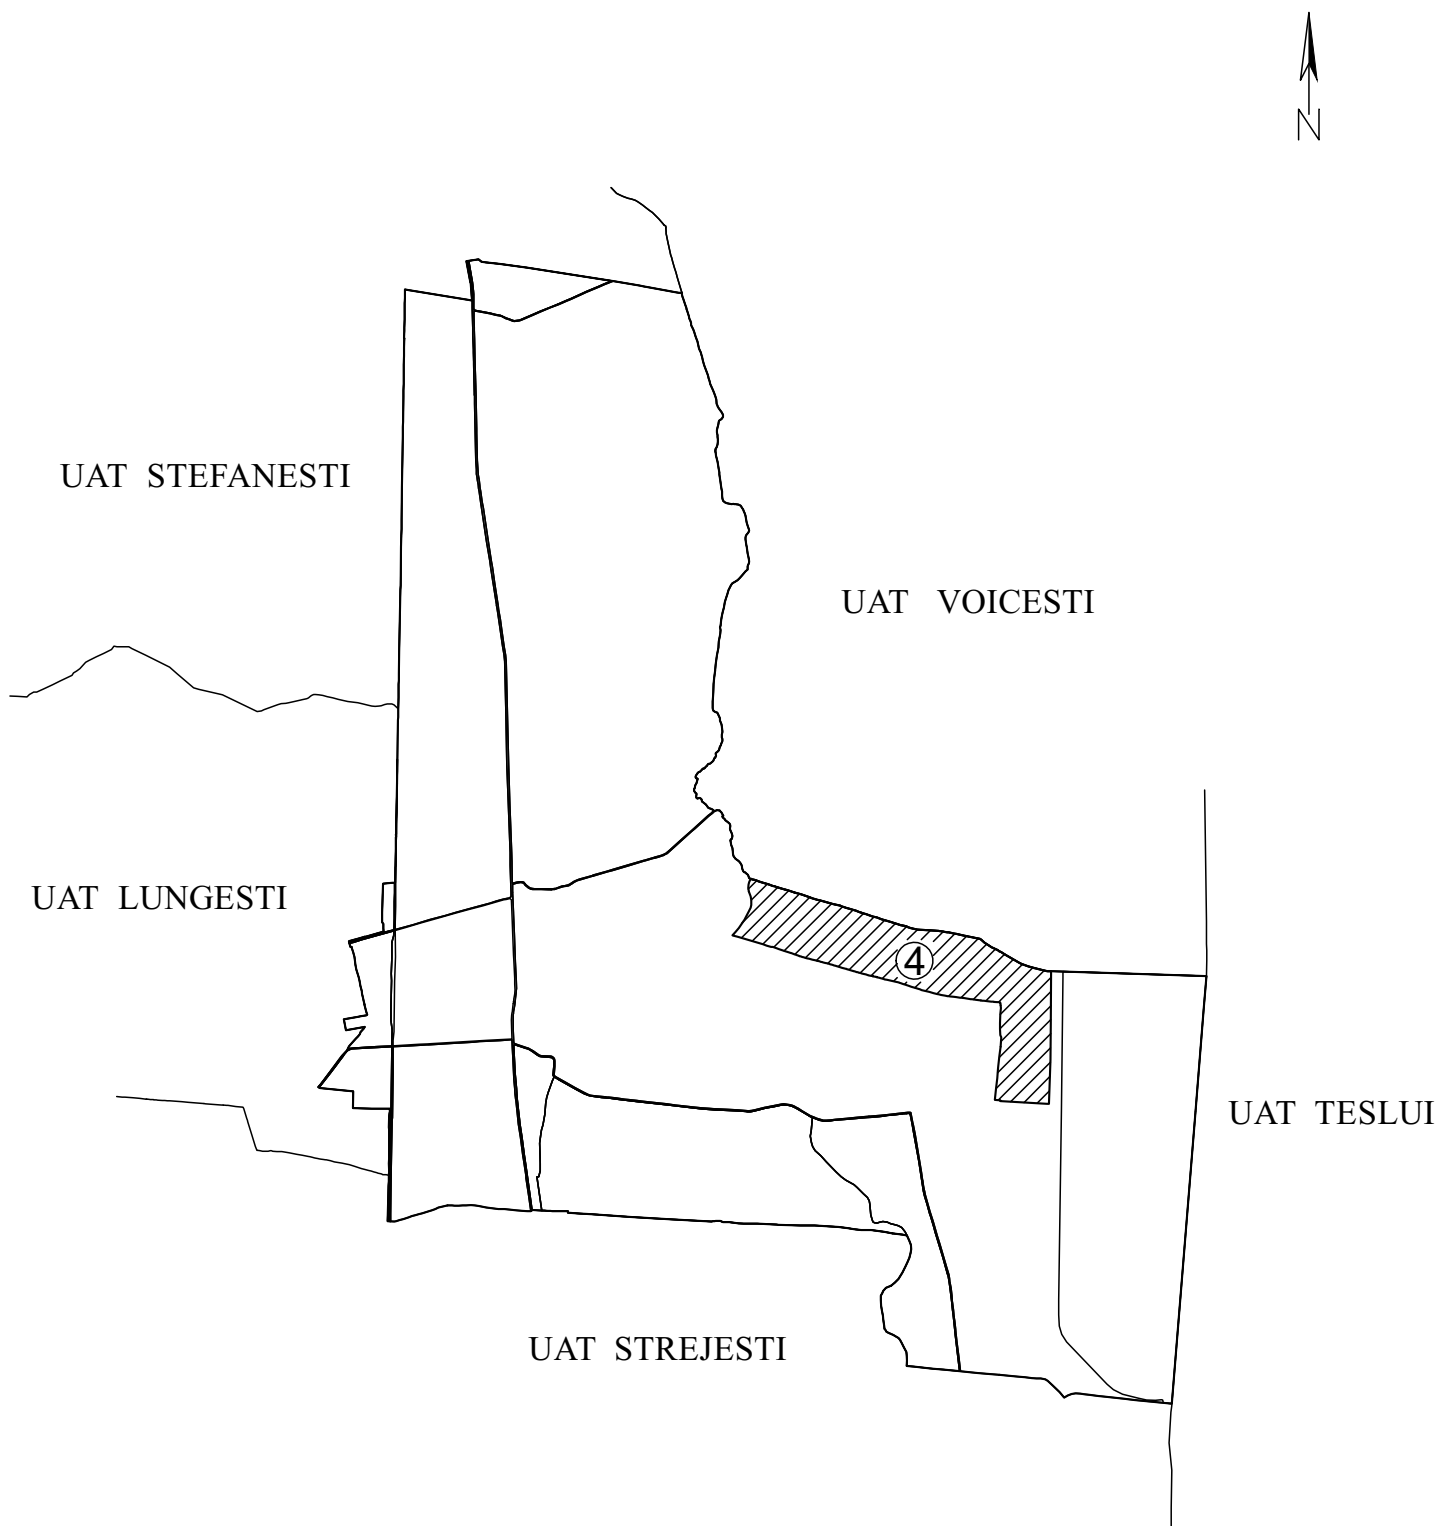 N
UAT STEFANESTI
UAT VOICESTI
UAT LUNGESTI
4
UAT TESLUI
UAT STREJESTI